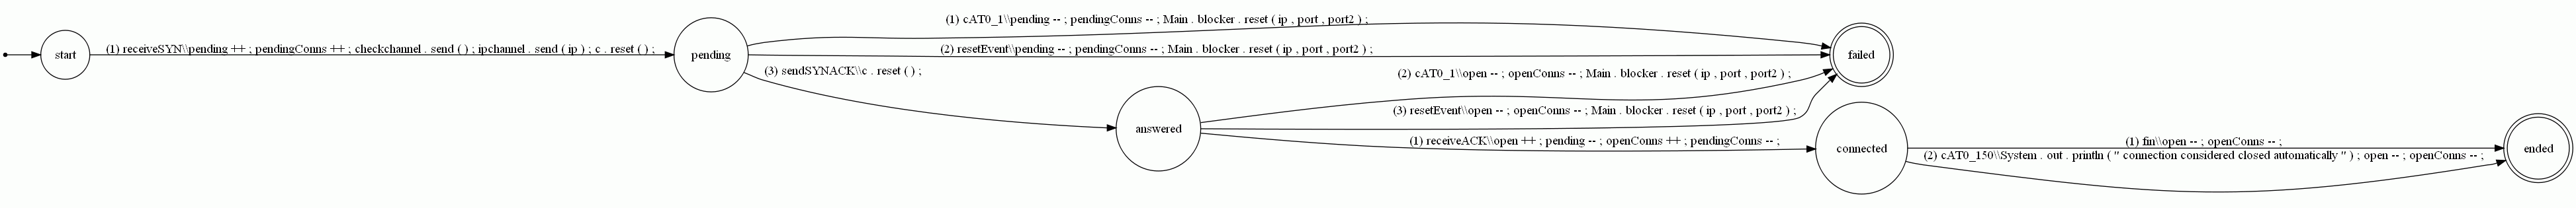 start
(1) receiveSYN\\pending ++ ; pendingConns ++ ; checkchannel . send ( ) ; ipchannel . send ( ip ) ; c . reset ( ) ;
pending
(1) cAT0_1\\pending -- ; pendingConns -- ; Main . blocker . reset ( ip , port , port2 ) ;
(2) resetEvent\\pending -- ; pendingConns -- ; Main . blocker . reset ( ip , port , port2 ) ;
(3) sendSYNACK\\c . reset ( ) ;
failed
(2) cAT0_1\\open -- ; openConns -- ; Main . blocker . reset ( ip , port , port2 ) ;
(3) resetEvent\\open -- ; openConns -- ; Main . blocker . reset ( ip , port , port2 ) ;
answered
(1) receiveACK\\open ++ ; pending -- ; openConns ++ ; pendingConns -- ;
connected
(1) fin\\open -- ; openConns -- ;
(2) cAT0_150\\System . out . println ( " connection considered closed automatically " ) ; open -- ; openConns -- ;
ended